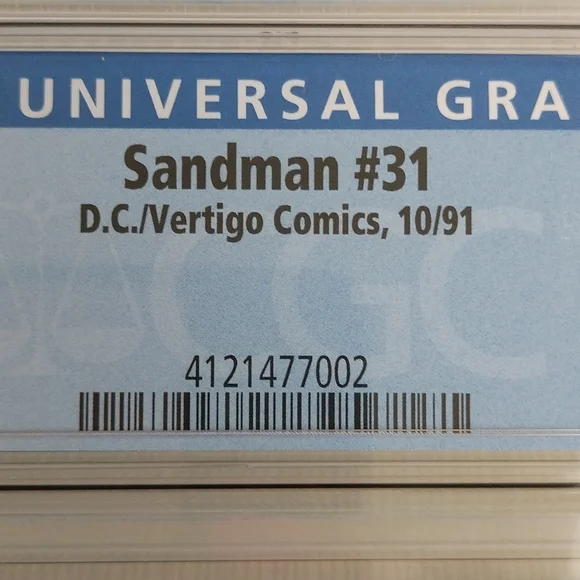 UNIVERSAL GRA
Sandman #31
D.C./Vertigo Comics, 10/91
CGC
4121477002